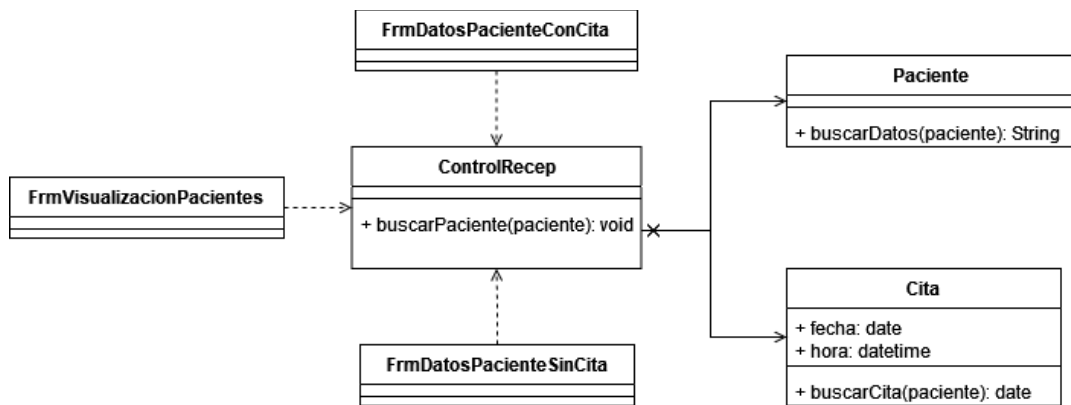 FrmDatosPacienteConCita
Paciente
+ buscarDatos(paciente): String
ControlRecep
+ buscarPaciente(paciente): void
FrmVisualizacionPacientes
Cita
+ fecha: date
+ hora: datetime
+ buscarCita(paciente): date
FrmDatosPacienteSinCita